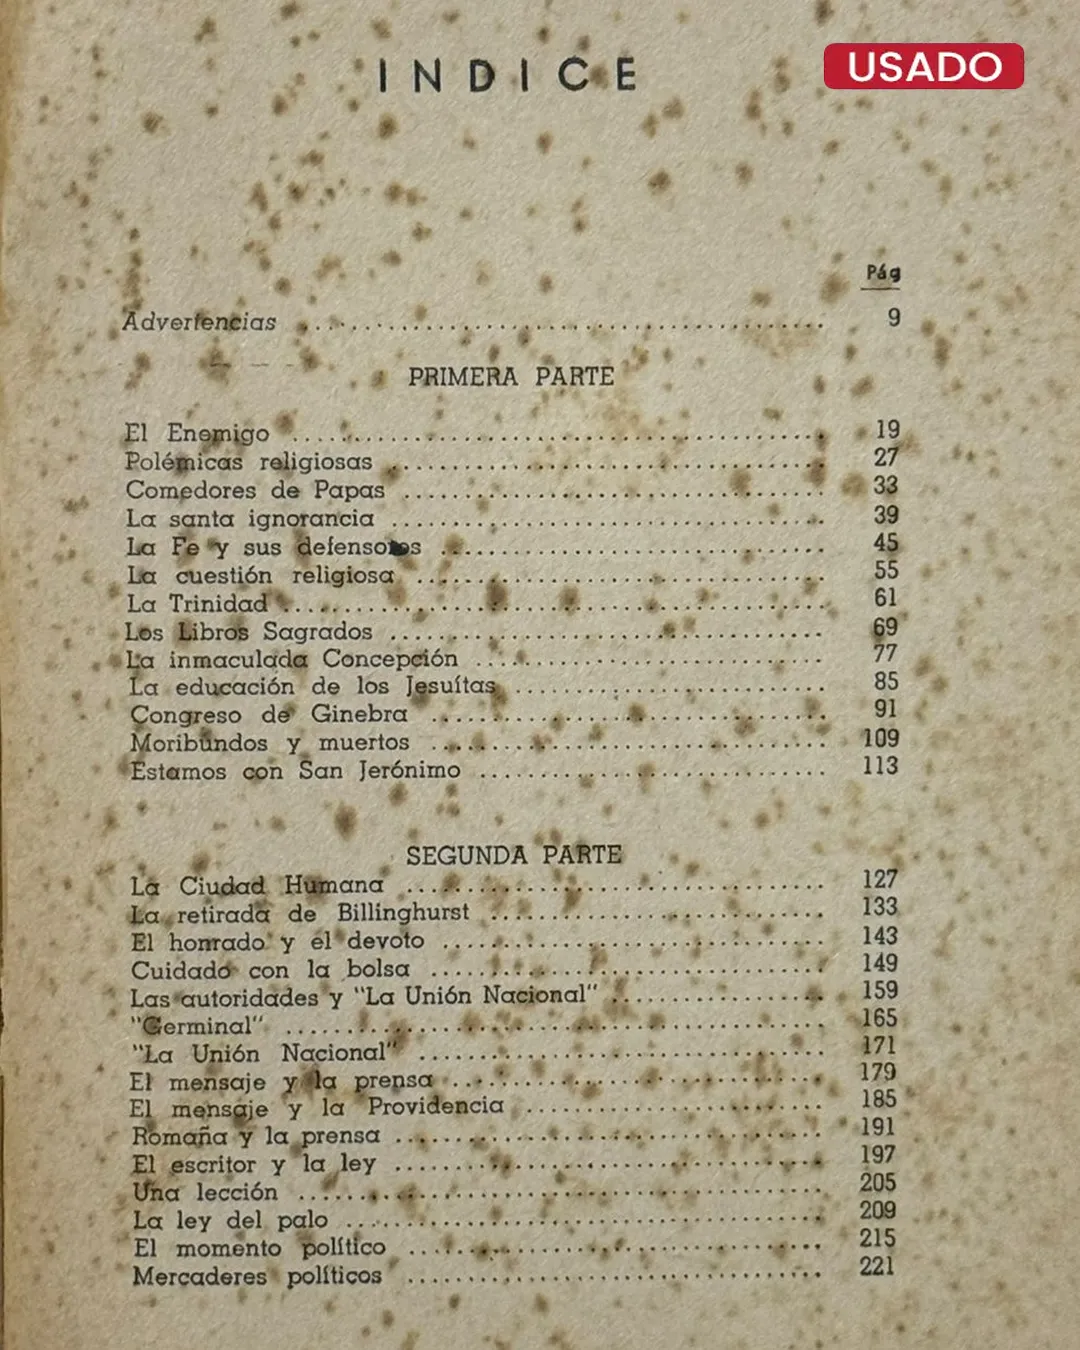 INDICE
USADO
Pág
Advertencias 9
PRIMERA PARTE
El Enemigo 19
Polémicas religiosas 27
Comedores de Papas 33
La santa ignorancia 39
La Fe y sus defensores 45
La cuestión religiosa 55
La Trinidad 61
Los Libros Sagrados 69
La inmaculada Concepción 77
La educación de los Jesuítas 85
Congreso de Ginebra 91
Moribundos y muertos 109
Estamos con San Jerónimo 113
SEGUNDA PARTE
La Ciudad Humana 127
La retirada de Billinghurst 133
El honrado y el devoto 143
Cuidado con la bolsa 149
Las autoridades y "La Unión Nacional" 159
"Germinal" 165
"La Unión Nacional" 171
El mensaje y la prensa 179
El mensaje y la Providencia 185
Romaña y la prensa 191
El escritor y la ley 197
Una lección 205
La ley del palo 209
El momento político 215
Mercaderes políticos 221